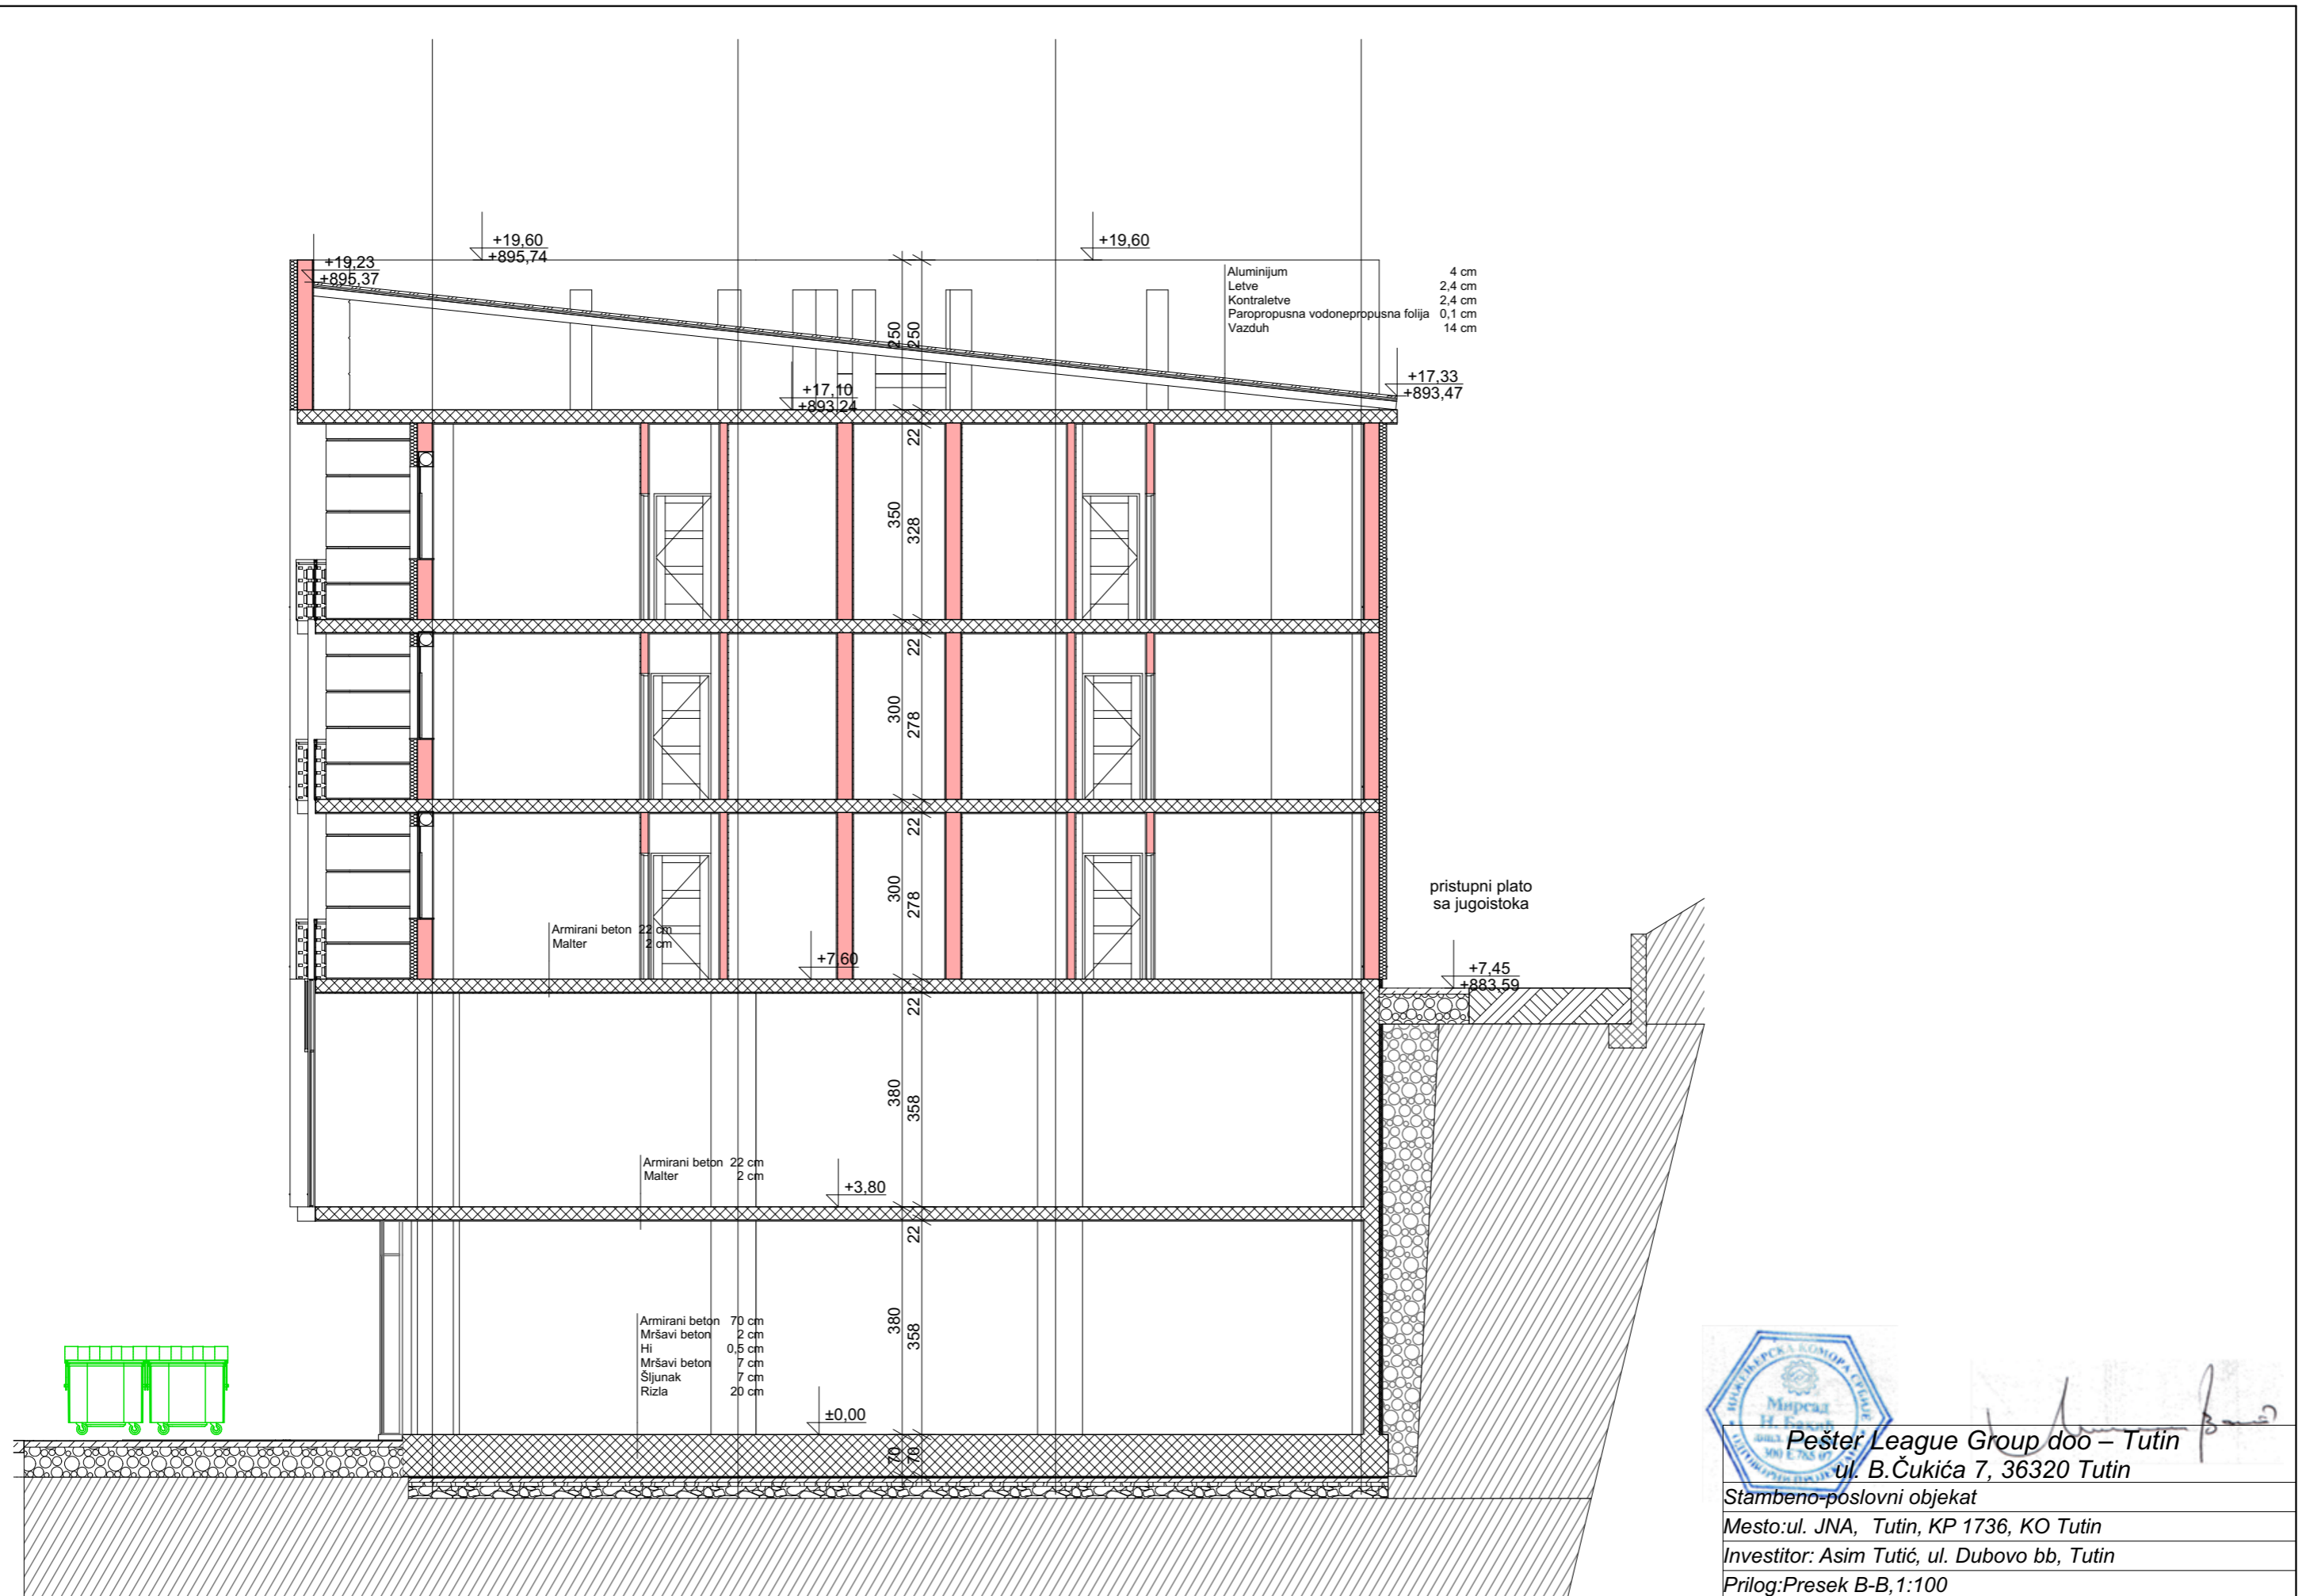 +19,60
+895,74
+19,60
+19,23
+895,37
Aluminijum 4 cm
Letve 2,4 cm
Kontraletve 2,4 cm
Paropropusna vodonepropusna folija 0,1 cm
Vazduh 14 cm
250
250
+17,33
+893,47
+17,10
+893,24
22
350
328
22
300
278
22
300
278
pristupni plato
sa jugoistoka
Armirani beton 22 cm
Malter 2 cm
+7,60
+7,45
+883,59
22
380
358
Armirani beton 22 cm
Malter 2 cm
+3,80
22
380
358
Armirani beton 70 cm
Mršavi beton 2 cm
Hi 0,5 cm
Mršavi beton 7 cm
Šljunak 7 cm
Rizla 20 cm
±0,00
70
70
ИНЖЕЊЕРСКА КОМОРА СРБИЈЕ
Мирсад
Pešter League Group doo – Tutin
ul. B.Čukića 7, 36320 Tutin
Stambeno-poslovni objekat
Mesto:ul. JNA, Tutin, KP 1736, KO Tutin
Investitor: Asim Tutić, ul. Dubovo bb, Tutin
Prilog:Presek B-B,1:100